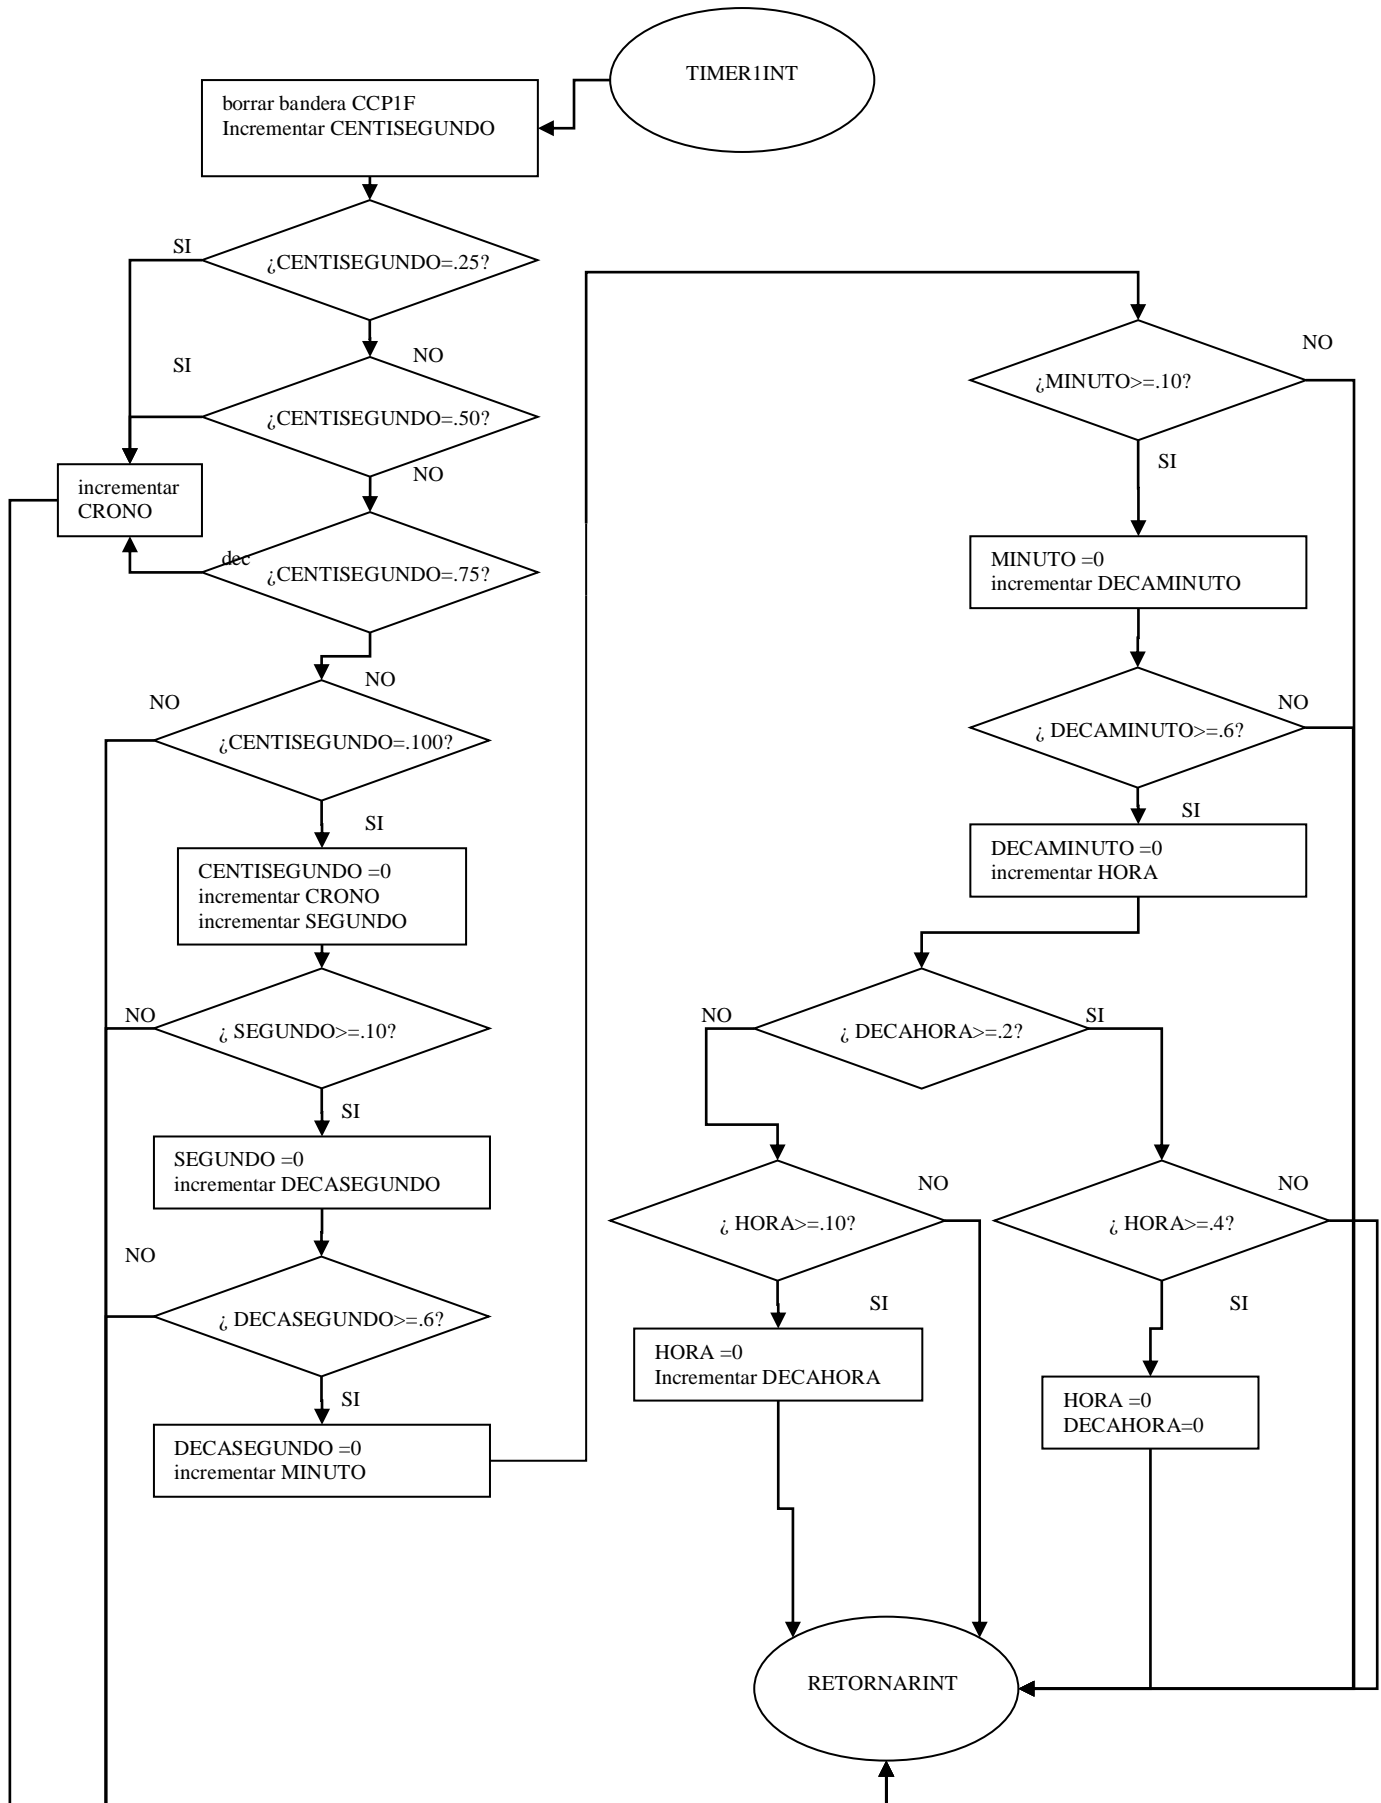 TIMER1INT
borrar bandera CCP1F
Incrementar CENTISEGUNDO
SI
¿CENTISEGUNDO=.25?
NO
SI
¿CENTISEGUNDO=.50?
NO
incrementar
CRONO
dec
¿CENTISEGUNDO=.75?
NO
NO
¿CENTISEGUNDO=.100?
SI
CENTISEGUNDO =0
incrementar CRONO
incrementar SEGUNDO
NO
¿ SEGUNDO>=.10?
SI
SEGUNDO =0
incrementar DECASEGUNDO
NO
¿ DECASEGUNDO>=.6?
SI
DECASEGUNDO =0
incrementar MINUTO
NO
¿MINUTO>=.10?
SI
MINUTO =0
incrementar DECAMINUTO
NO
¿ DECAMINUTO>=.6?
SI
DECAMINUTO =0
incrementar HORA
NO
¿ DECAHORA>=.2?
SI
NO
¿ HORA>=.10?
SI
HORA =0
Incrementar DECAHORA
NO
¿ HORA>=.4?
SI
HORA =0
DECAHORA=0
RETORNARINT